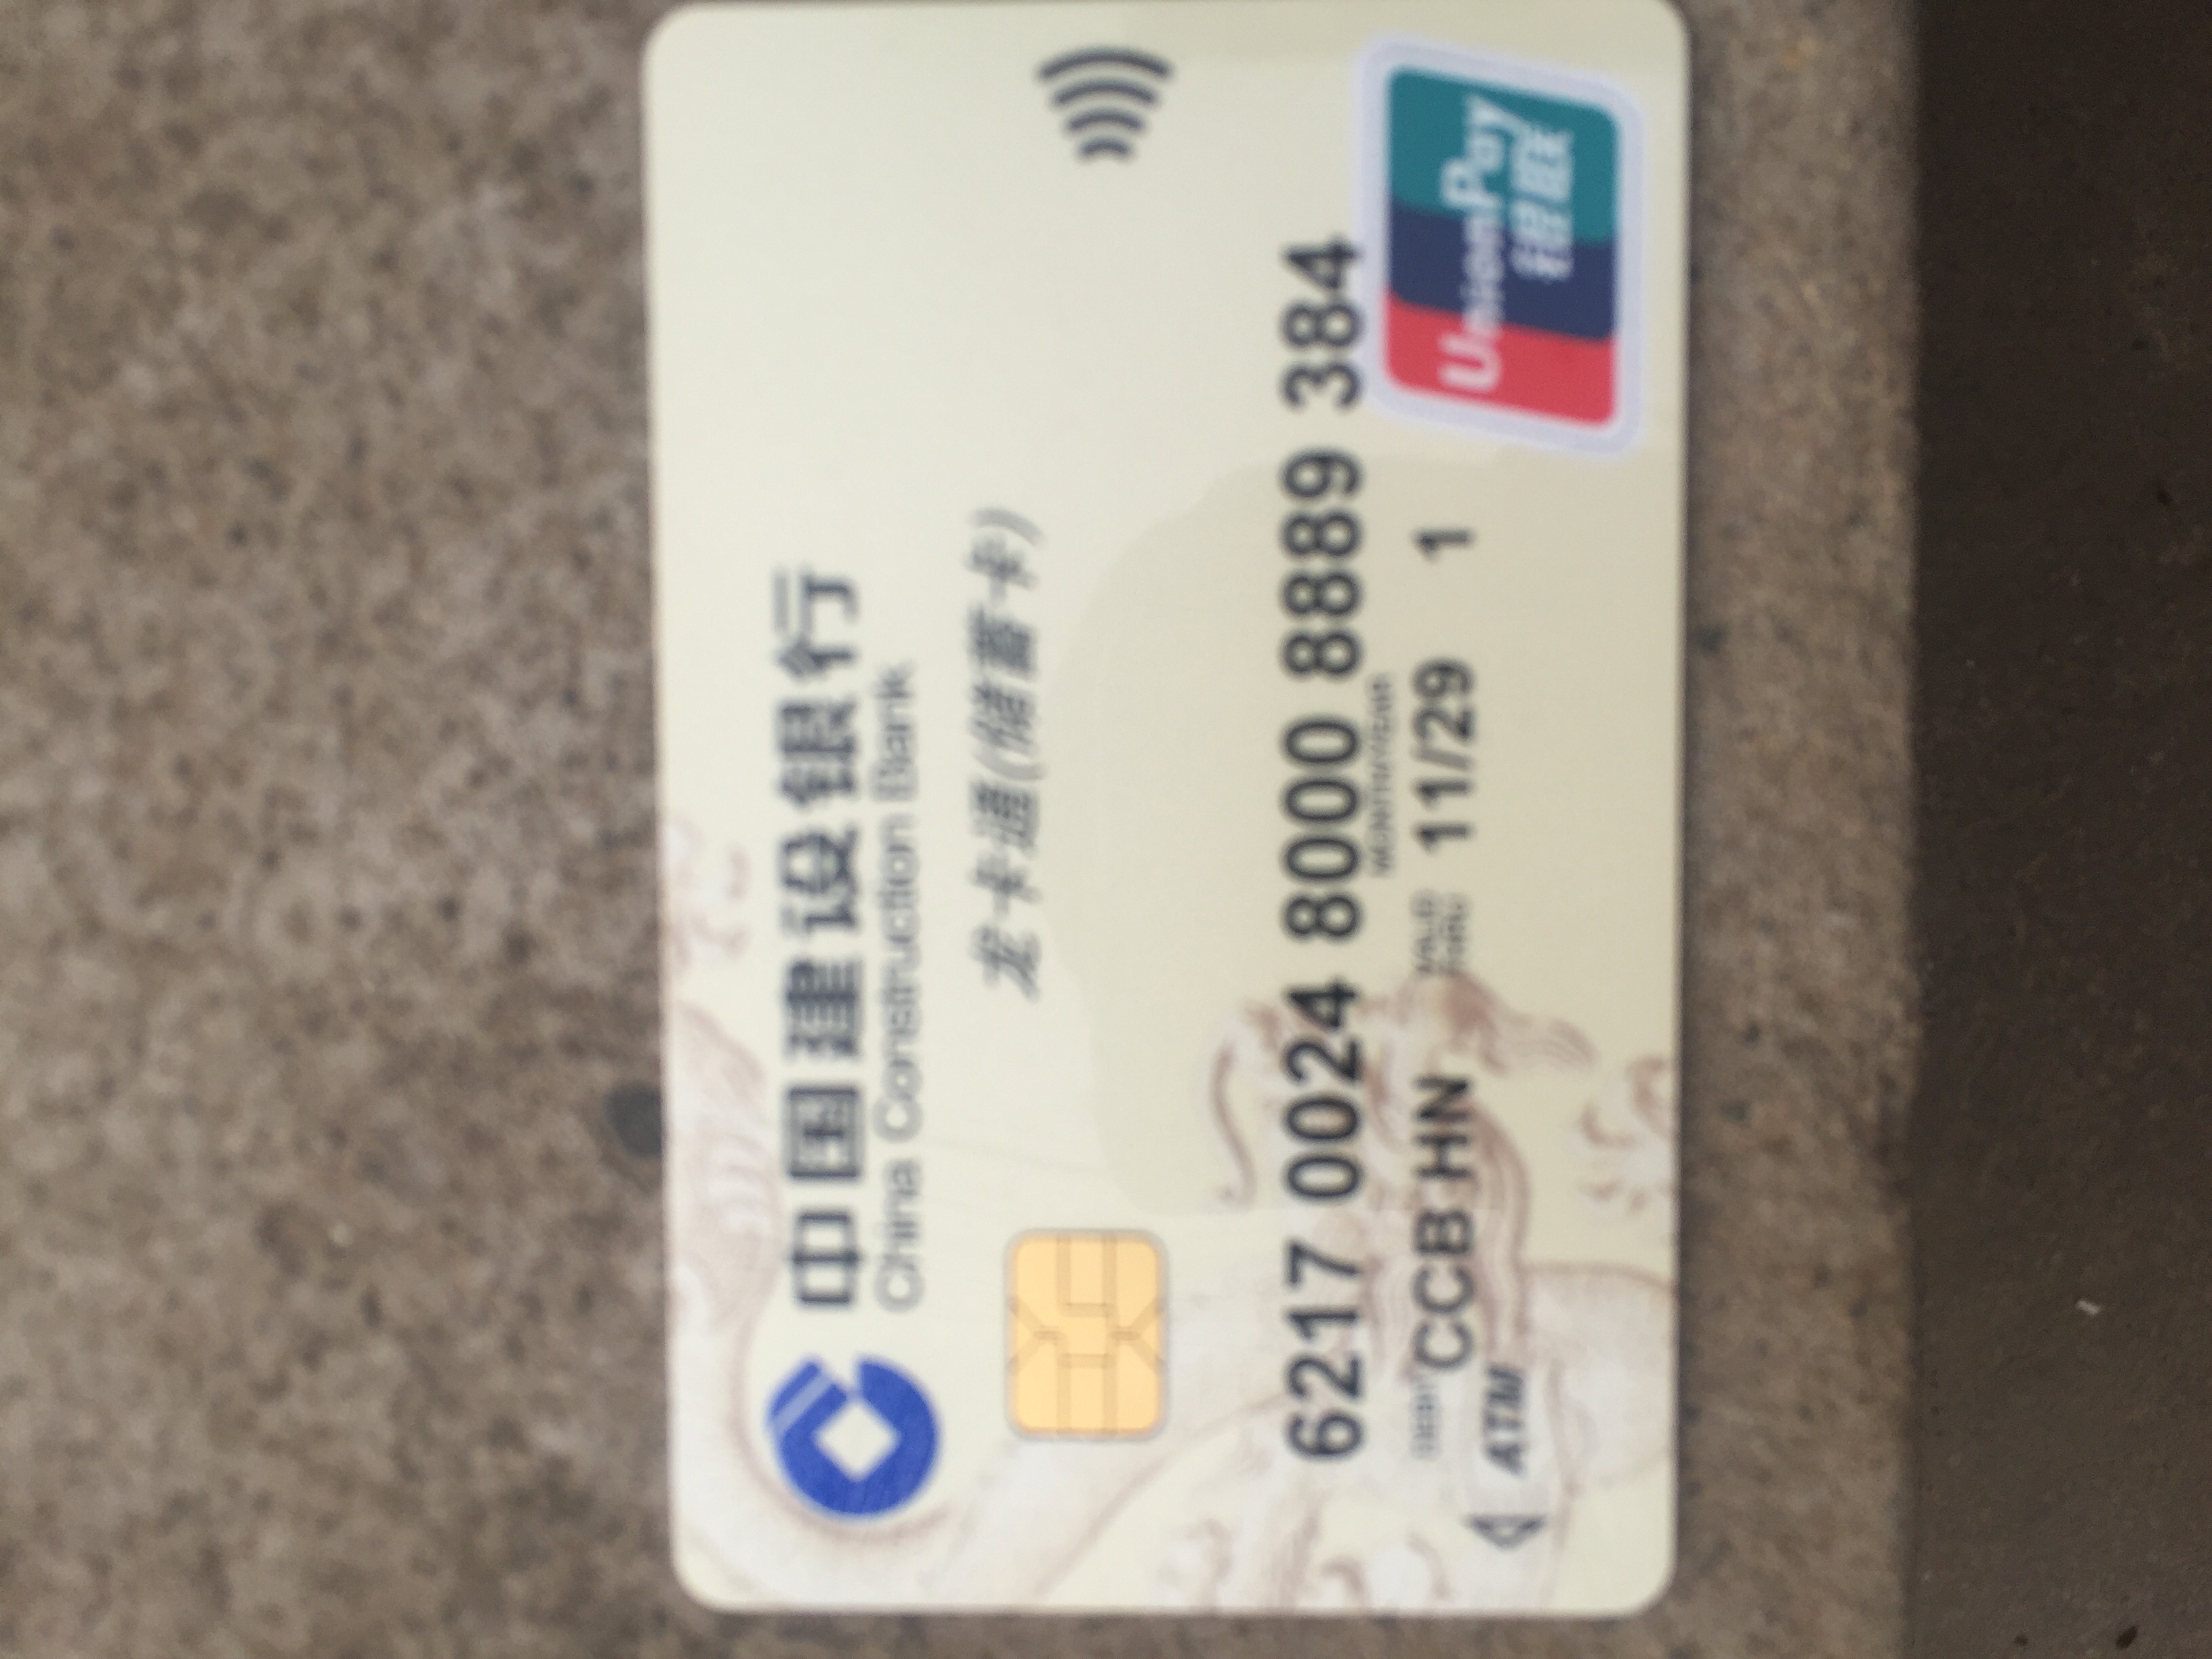 中国建设银行
China Construction Bank
龙卡通(储蓄卡)
6217 0024 8000 8889 384
MONTH/YEAR
DEBIT CCB HN VALID THRU 11/29 1
ATM
UnionPay
银联